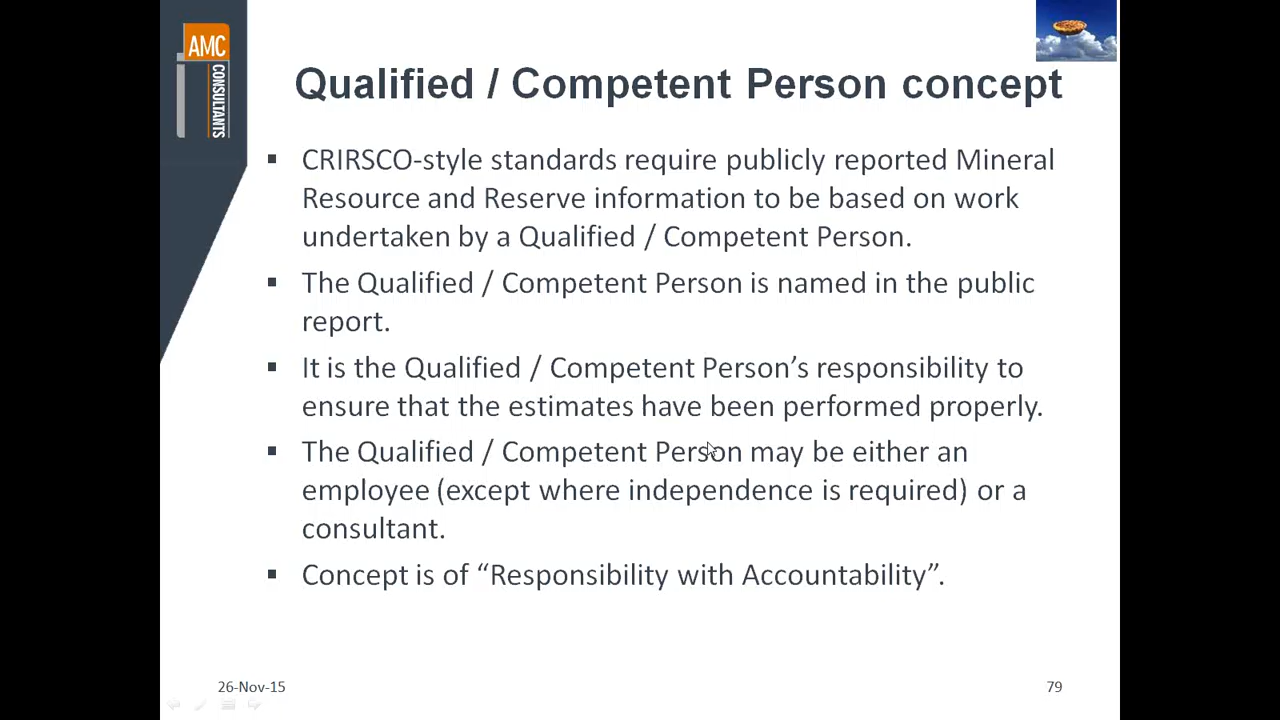 AMC
CONSULTANTS
Qualified / Competent Person concept
▪ CRIRSCO-style standards require publicly reported Mineral
Resource and Reserve information to be based on work
undertaken by a Qualified / Competent Person.
▪ The Qualified / Competent Person is named in the public
report.
▪ It is the Qualified / Competent Person’s responsibility to
ensure that the estimates have been performed properly.
▪ The Qualified / Competent Person may be either an
employee (except where independence is required) or a
consultant.
▪ Concept is of “Responsibility with Accountability”.
26-Nov-15
79